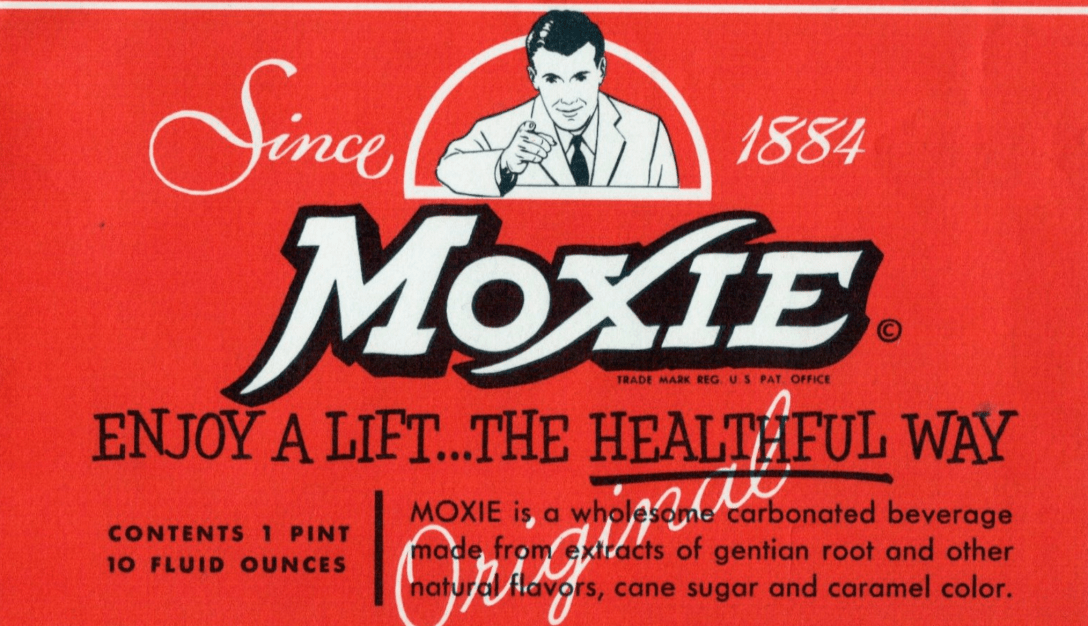 Since 1884
MOXIE ©
TRADE MARK REG. U.S. PAT. OFFICE
ENJOY A LIFT...THE HEALTHFUL WAY
CONTENTS 1 PINT
10 FLUID OUNCES
MOXIE is a wholesome carbonated beverage
made from extracts of gentian root and other
natural flavors, cane sugar and caramel color.
Original